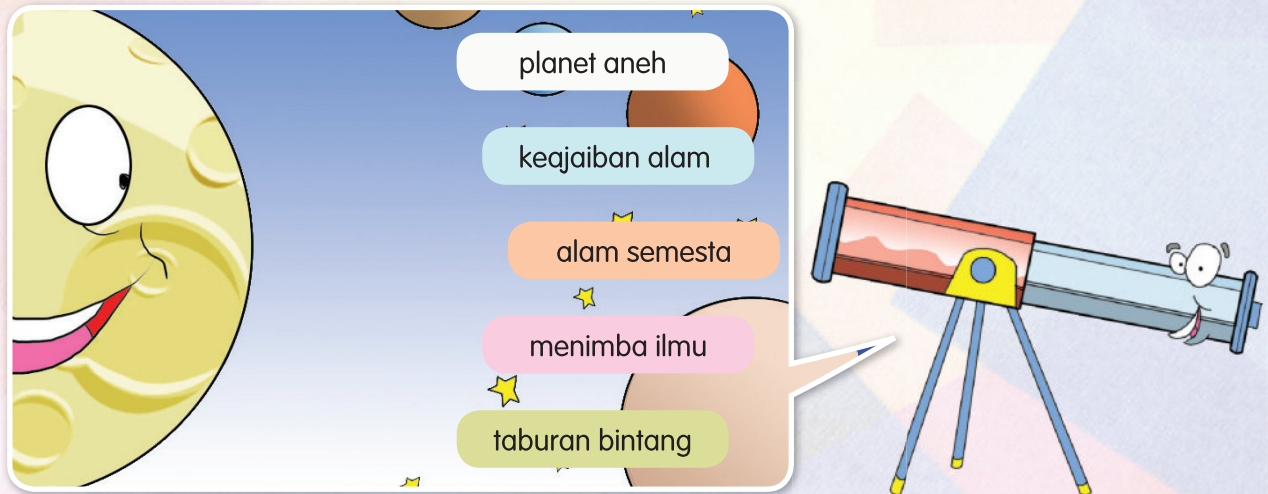 planet aneh
keajaiban alam
alam semesta
menimba ilmu
taburan bintang